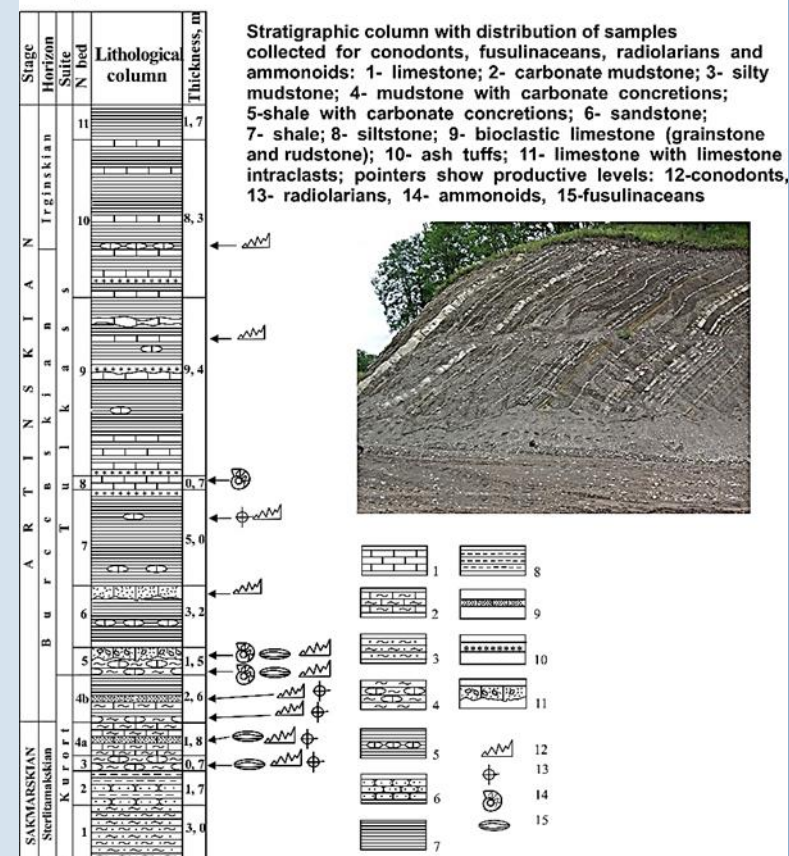 Stratigraphic column with distribution of samples
collected for conodonts, fusulinaceans, radiolarians and
ammonoids: 1- limestone; 2- carbonate mudstone; 3- silty
mudstone; 4- mudstone with carbonate concretions;
5-shale with carbonate concretions; 6- sandstone;
7- shale; 8- siltstone; 9- bioclastic limestone (grainstone
and rudstone); 10- ash tuffs; 11- limestone with limestone
intraclasts; pointers show productive levels: 12-conodonts,
13- radiolarians, 14- ammonoids, 15-fusulinaceans
Stage
Horizon
Suite
N bed
Lithological
column
Thickness, m
ARTINSKIAN
SAKMARSKIAN
Irginskian
Burcevskian
Sterlitamakskian
Tulkass
Kurort
11
1, 7
10
8, 3
9
9, 4
8
0, 7
7
5, 0
6
3, 2
5
1, 5
4b
2, 6
4a
1, 8
3
0, 7
2
1, 7
1
3, 0
1
2
3
4
5
6
7
8
9
10
11
12
13
14
15